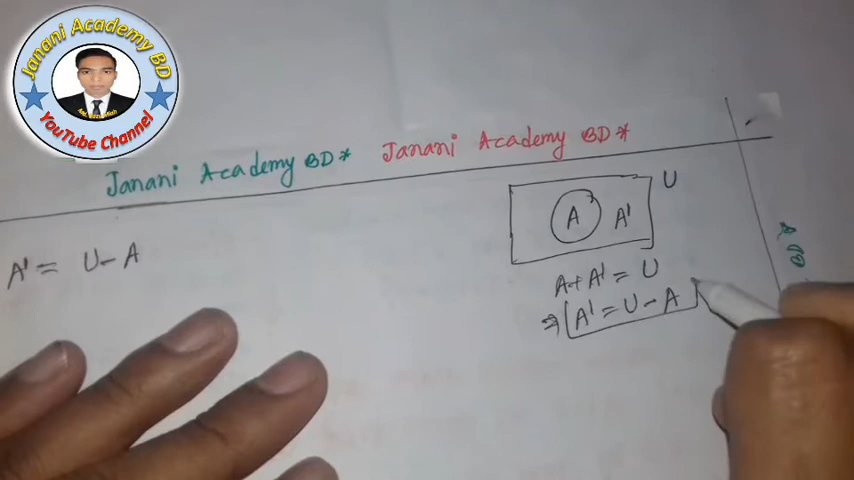 Janani Academy BD
YouTube Channel
Janani Academy BD* Janani Academy BD*
U
A A'
A' = U - A
A + A' = U
⇒ A' = U - A